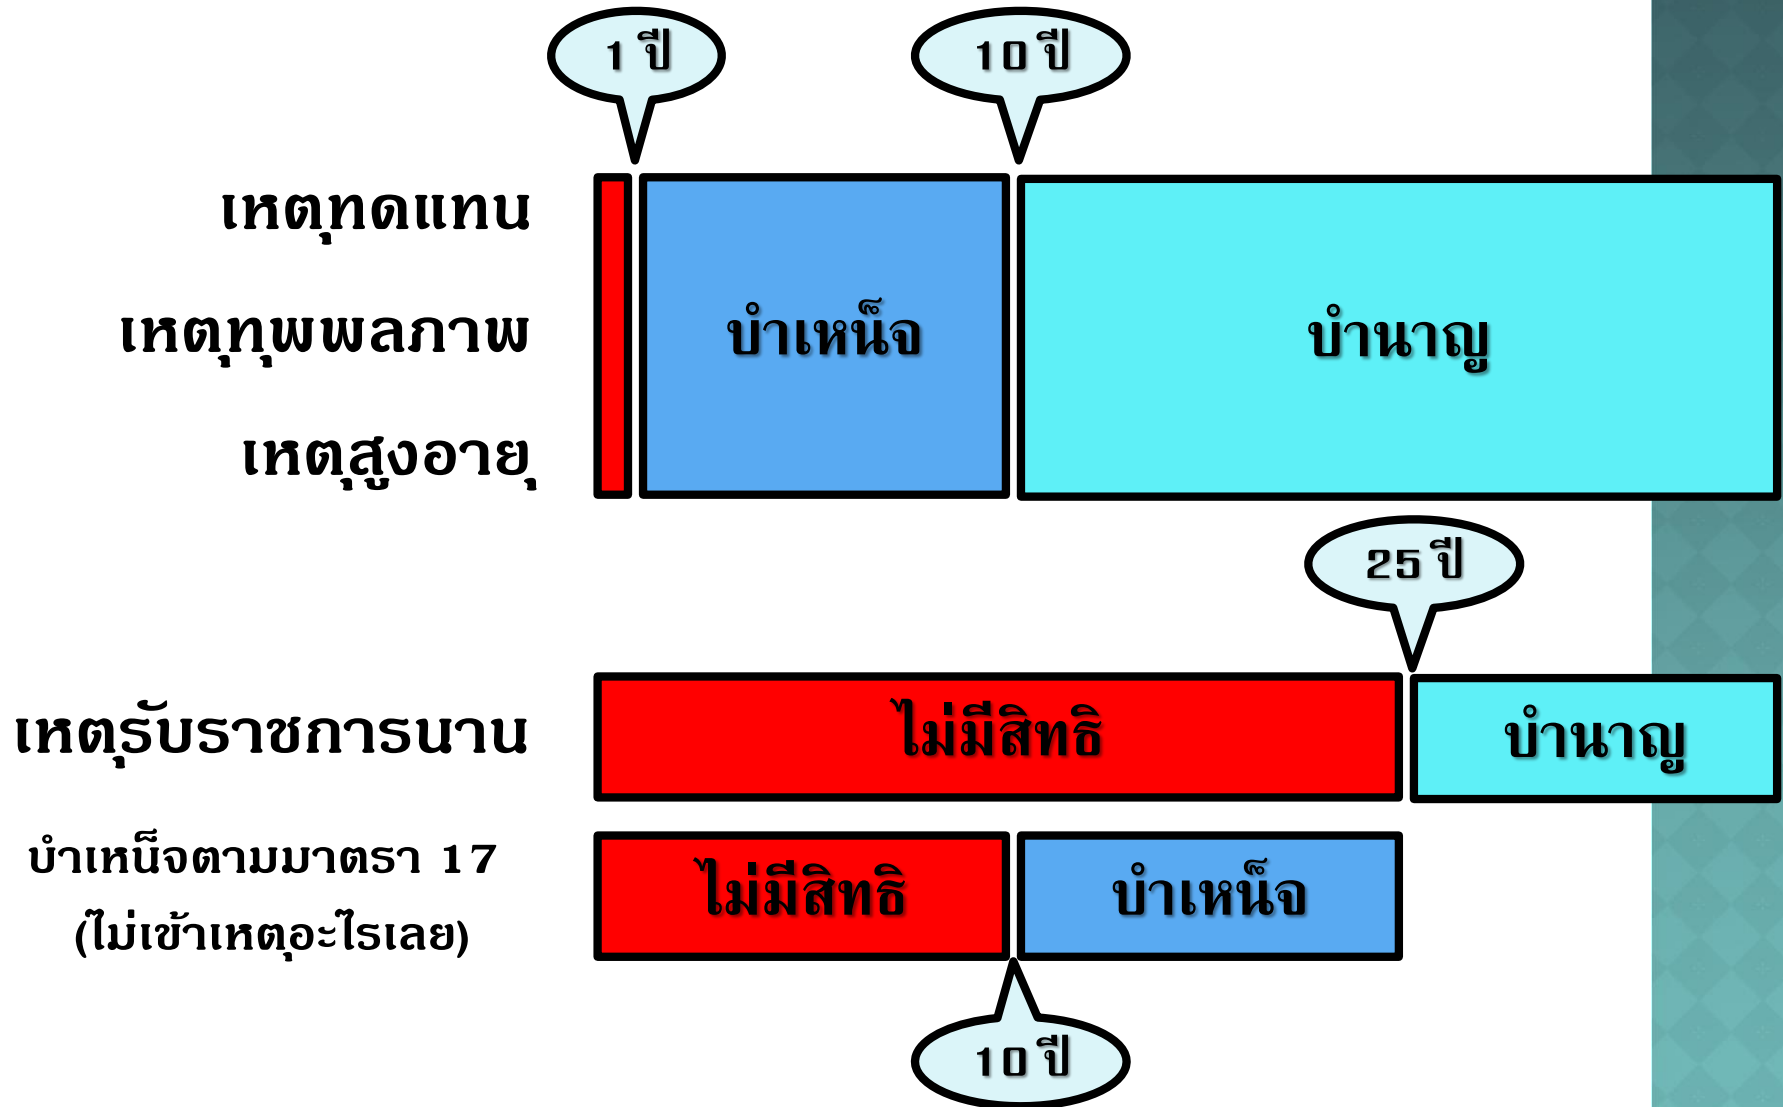 1 ปี
10 ปี
เหตุทดแทน
เหตุทุพพลภาพ
เหตุสูงอายุ
บำเหน็จ
บำนาญ
25 ปี
เหตุรับราชการนาน
ไม่มีสิทธิ
บำนาญ
บำเหน็จตามมาตรา 17
(ไม่เข้าเหตุอะไรเลย)
ไม่มีสิทธิ
บำเหน็จ
10 ปี